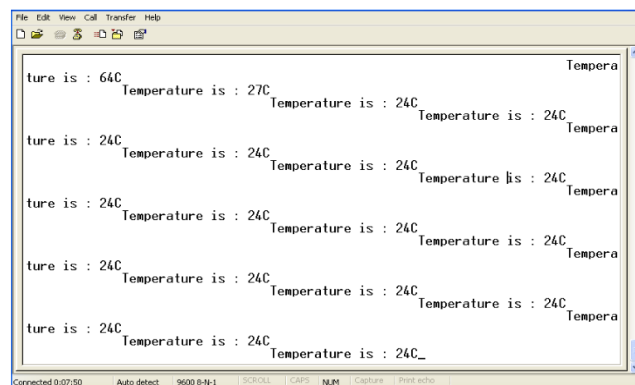 File Edit View Call Transfer Help
Tempera
ture is : 64C
Temperature is : 27C
Temperature is : 24C
Temperature is : 24C
Tempera
ture is : 24C
Temperature is : 24C
Temperature is : 24C
Temperature is : 24C
Tempera
ture is : 24C
Temperature is : 24C
Temperature is : 24C
Temperature is : 24C
Tempera
ture is : 24C
Temperature is : 24C
Temperature is : 24C
Temperature is : 24C
Tempera
ture is : 24C
Temperature is : 24C
Temperature is : 24C_
Connected 0:07:50 Auto detect 9600 8-N-1 SCROLL CAPS NUM Capture Print echo